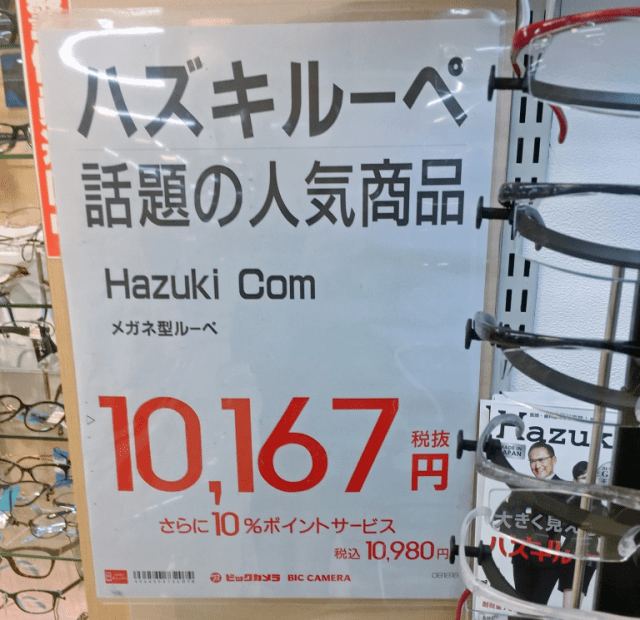 ハズキルーペ
話題の人気商品
Hazuki Com
メガネ型ルーペ
10,167 税抜 円
さらに10%ポイントサービス
税込 10,980円
ビックカメラ BIC CAMERA
Hazuki
大きく見え
ハズキル